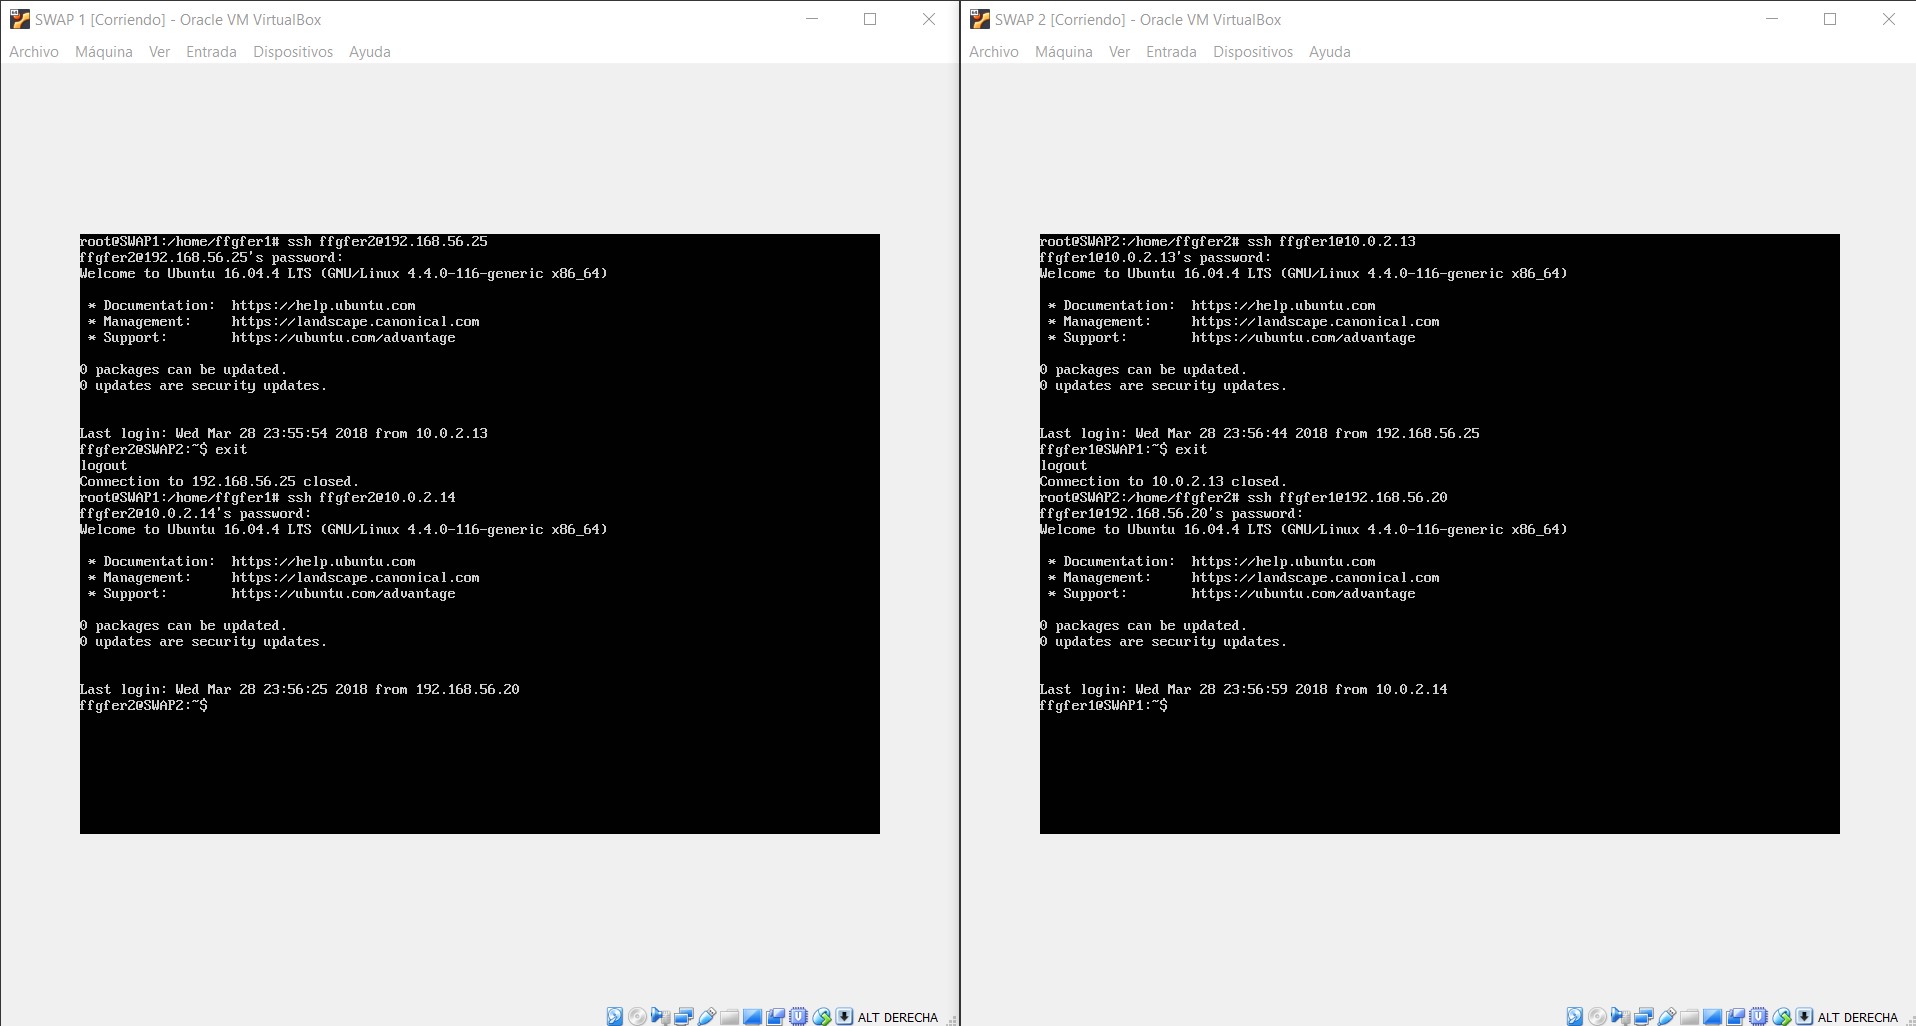 SWAP 1 [Corriendo] - Oracle VM VirtualBox
Archivo Máquina Ver Entrada Dispositivos Ayuda
root@SWAP1:/home/ffgfer1# ssh ffgfer2@192.168.56.25
ffgfer2@192.168.56.25's password:
Welcome to Ubuntu 16.04.4 LTS (GNU/Linux 4.4.0-116-generic x86_64)
* Documentation:  https://help.ubuntu.com
* Management:     https://landscape.canonical.com
* Support:        https://ubuntu.com/advantage
0 packages can be updated.
0 updates are security updates.
Last login: Wed Mar 28 23:55:54 2018 from 10.0.2.13
ffgfer2@SWAP2:~$ exit
logout
Connection to 192.168.56.25 closed.
root@SWAP1:/home/ffgfer1# ssh ffgfer2@10.0.2.14
ffgfer2@10.0.2.14's password:
Welcome to Ubuntu 16.04.4 LTS (GNU/Linux 4.4.0-116-generic x86_64)
* Documentation:  https://help.ubuntu.com
* Management:     https://landscape.canonical.com
* Support:        https://ubuntu.com/advantage
0 packages can be updated.
0 updates are security updates.
Last login: Wed Mar 28 23:56:25 2018 from 192.168.56.20
ffgfer2@SWAP2:~$
ALT DERECHA
SWAP 2 [Corriendo] - Oracle VM VirtualBox
Archivo Máquina Ver Entrada Dispositivos Ayuda
root@SWAP2:/home/ffgfer2# ssh ffgfer1@10.0.2.13
ffgfer1@10.0.2.13's password:
Welcome to Ubuntu 16.04.4 LTS (GNU/Linux 4.4.0-116-generic x86_64)
* Documentation:  https://help.ubuntu.com
* Management:     https://landscape.canonical.com
* Support:        https://ubuntu.com/advantage
0 packages can be updated.
0 updates are security updates.
Last login: Wed Mar 28 23:56:44 2018 from 192.168.56.25
ffgfer1@SWAP1:~$ exit
logout
Connection to 10.0.2.13 closed.
root@SWAP2:/home/ffgfer2# ssh ffgfer1@192.168.56.20
ffgfer1@192.168.56.20's password:
Welcome to Ubuntu 16.04.4 LTS (GNU/Linux 4.4.0-116-generic x86_64)
* Documentation:  https://help.ubuntu.com
* Management:     https://landscape.canonical.com
* Support:        https://ubuntu.com/advantage
0 packages can be updated.
0 updates are security updates.
Last login: Wed Mar 28 23:56:59 2018 from 10.0.2.14
ffgfer1@SWAP1:~$
ALT DERECHA